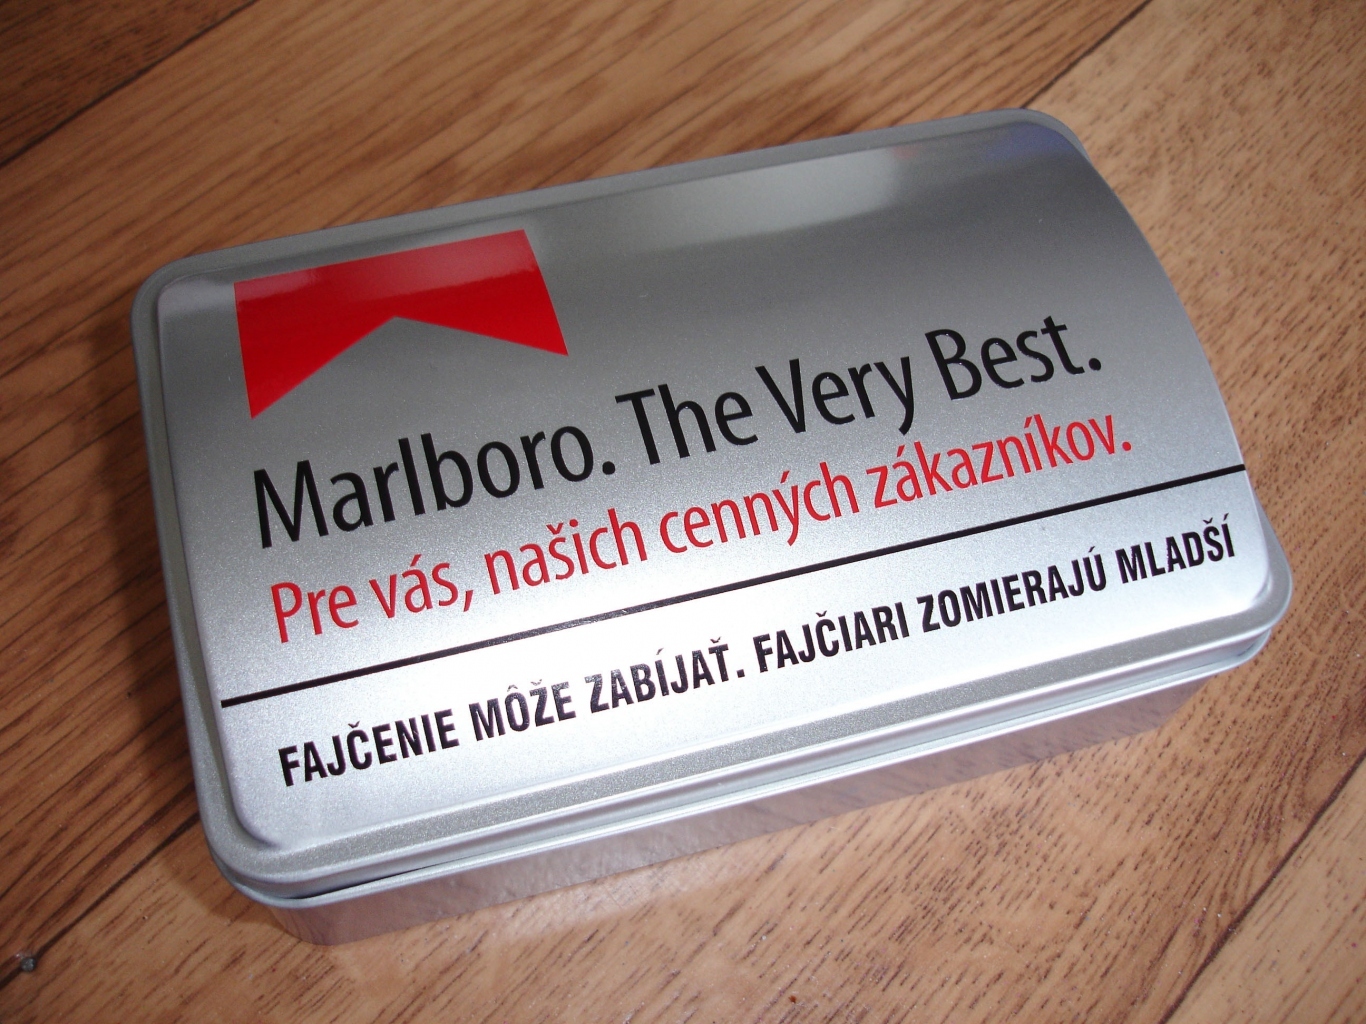 Marlboro. The Very Best.
Pre vás, našich cenných zákazníkov.
FAJČENIE MÔŽE ZABÍJAŤ. FAJČIARI ZOMIERAJÚ MLADŠÍ